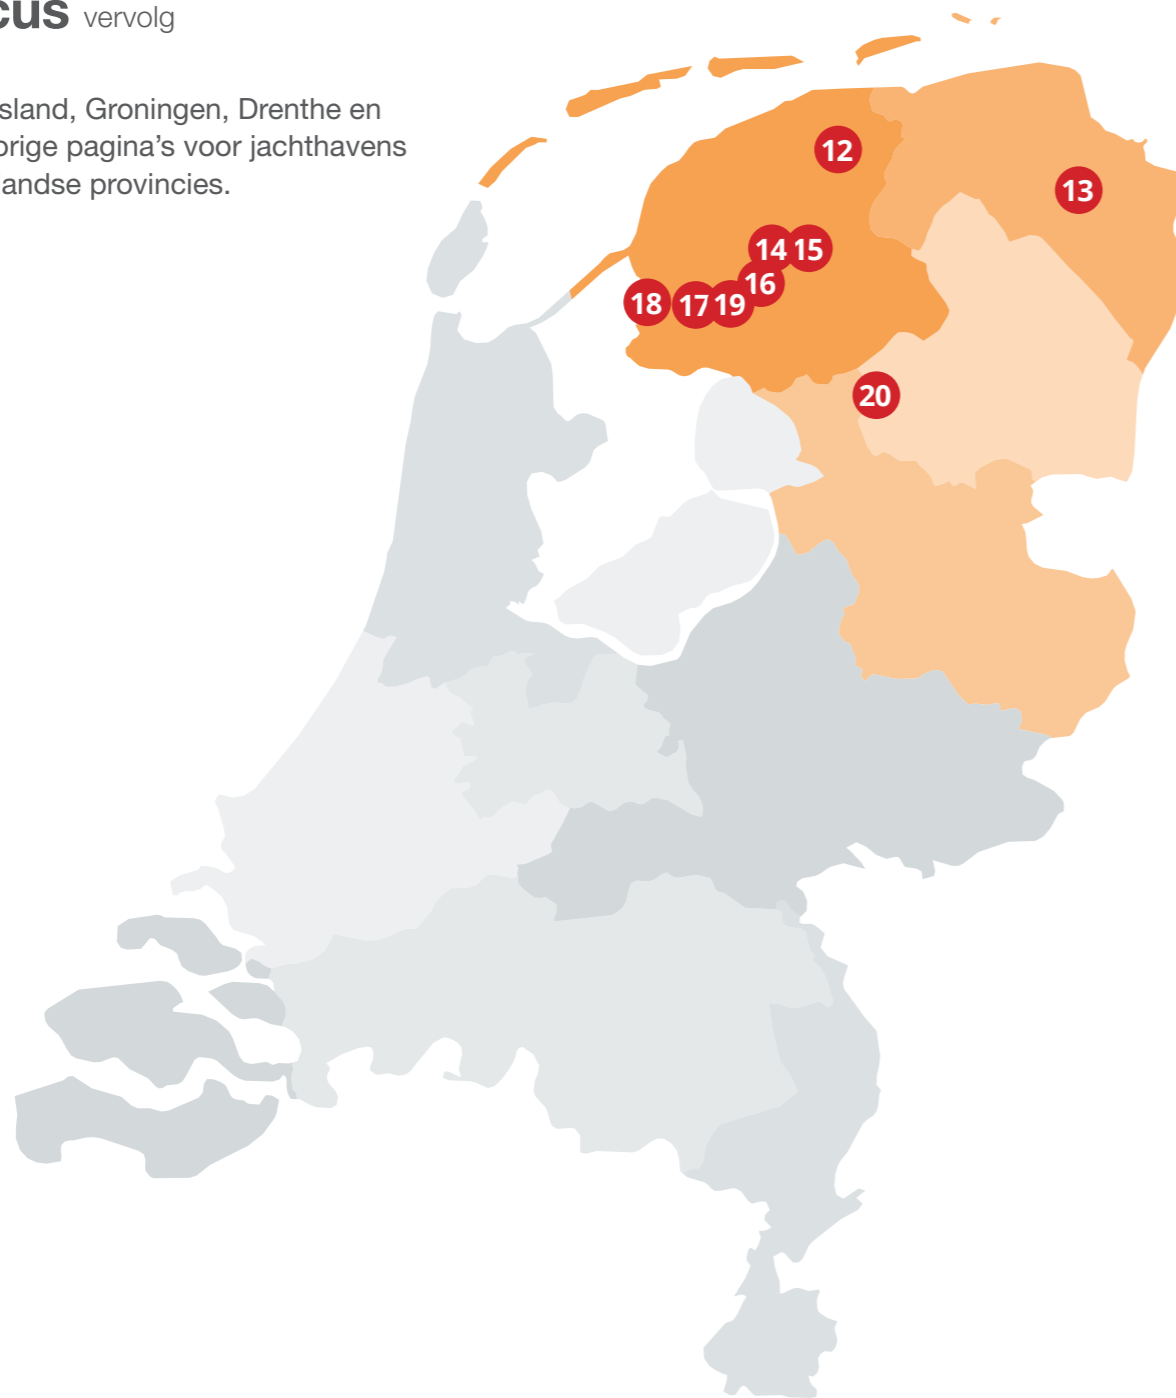 cus vervolg
sland, Groningen, Drenthe en
orige pagina’s voor jachthavens
andse provincies.
12
13
14 15
16
18 17 19
20